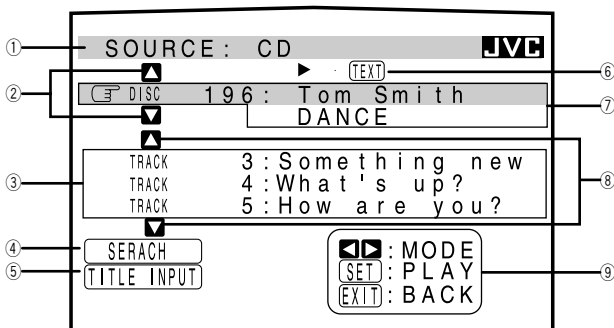 ① SOURCE: CD JVC
② ▲ ► · TEXT ⑥
DISC 196: Tom Smith ⑦
▼ DANCE
▲
③ TRACK 3:Something new ⑧
TRACK 4:What's up?
TRACK 5:How are you?
▼
④ SERACH ◄►:MODE
⑤ TITLE INPUT SET:PLAY ⑨
EXIT:BACK